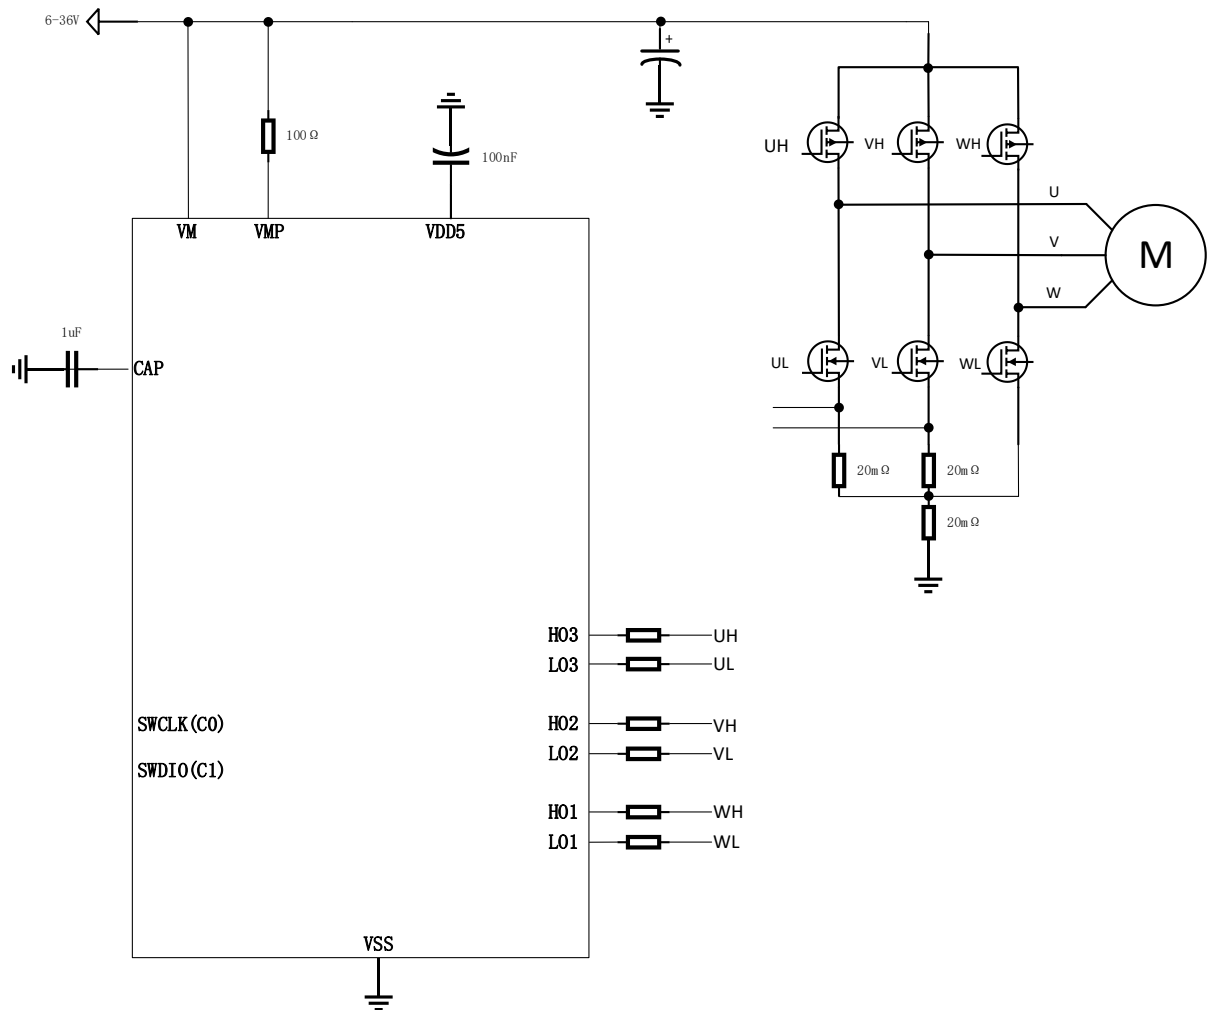 6-36V
+
100Ω
100nF
UH
VH
WH
VM
VMP
VDD5
U
V
W
M
1uF
CAP
UL
VL
WL
20mΩ
20mΩ
20mΩ
HO3
UH
LO3
UL
SWCLK(C0)
HO2
VH
LO2
VL
SWDIO(C1)
HO1
WH
LO1
WL
VSS